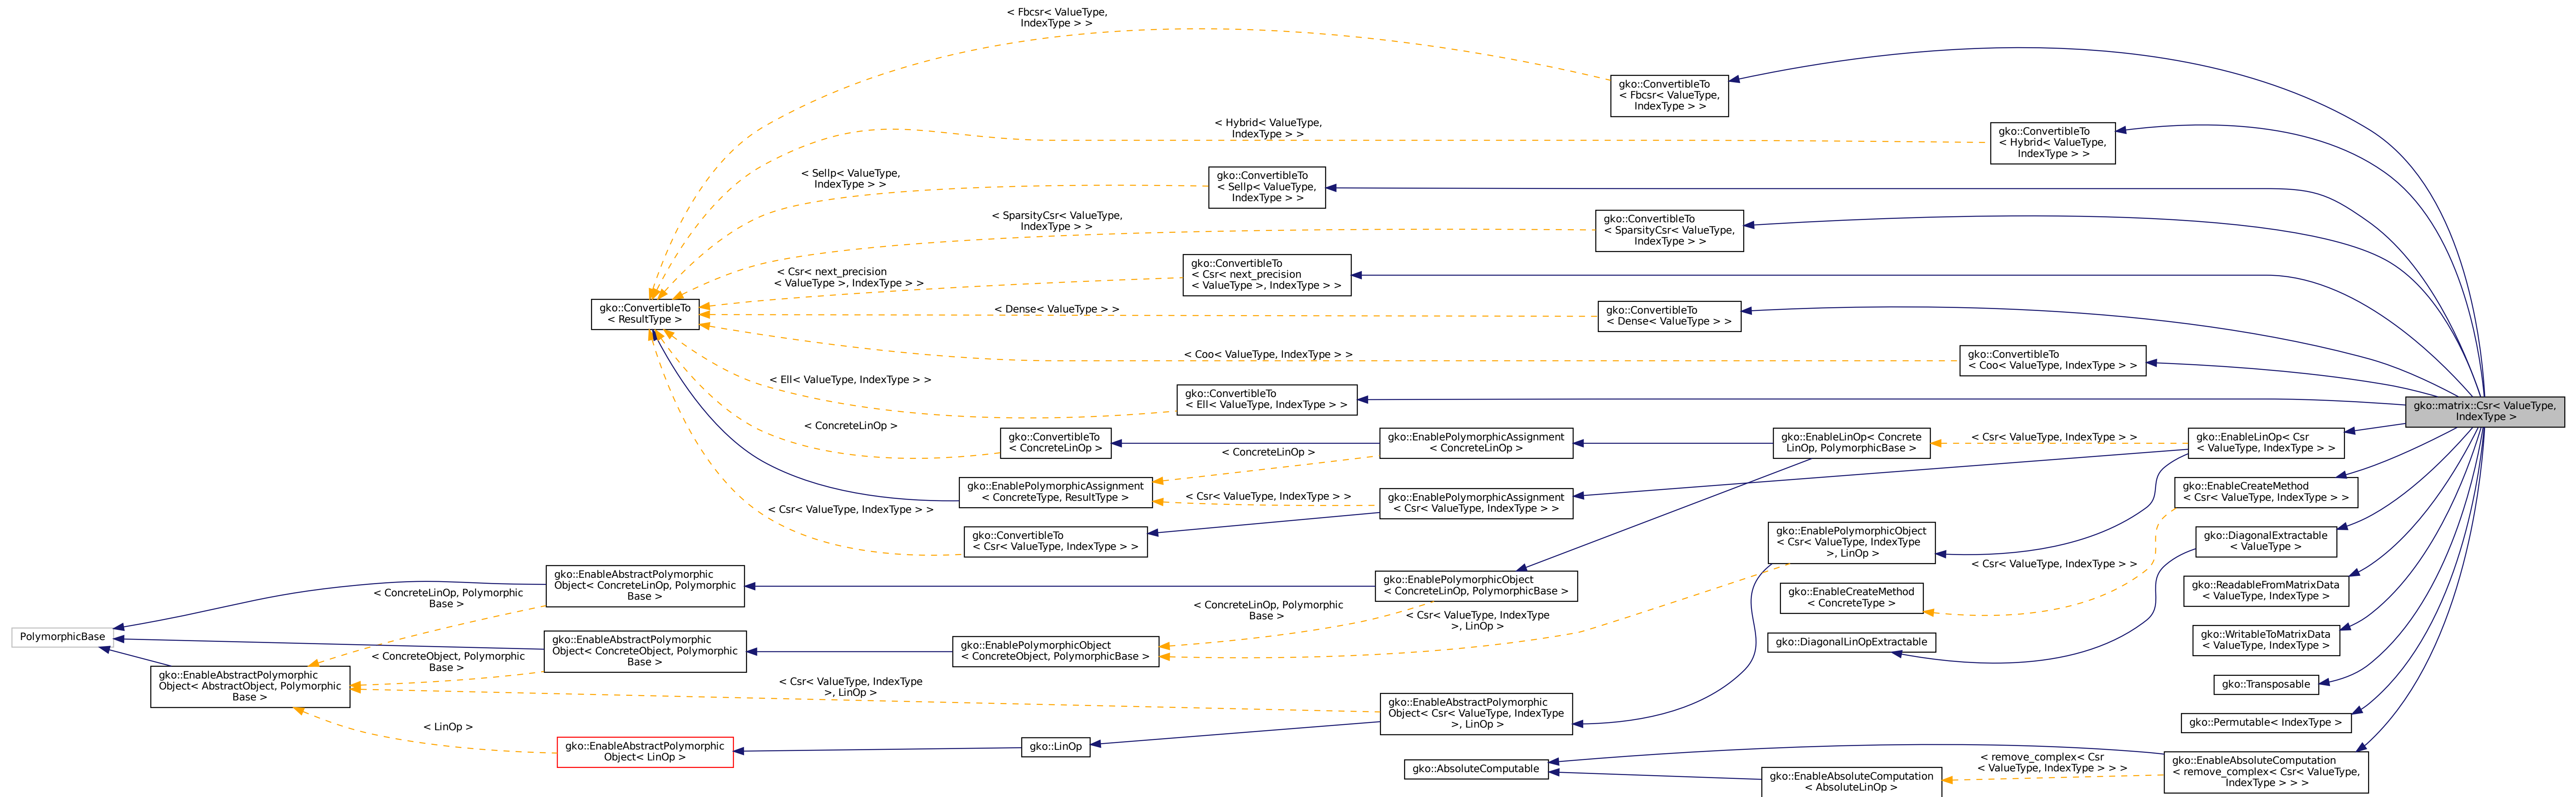 < Fbcsr< ValueType,
IndexType > >
gko::ConvertibleTo
< Fbcsr< ValueType,
IndexType > >
< Hybrid< ValueType,
IndexType > >
gko::ConvertibleTo
< Hybrid< ValueType,
IndexType > >
< Sellp< ValueType,
IndexType > >
gko::ConvertibleTo
< Sellp< ValueType,
IndexType > >
< SparsityCsr< ValueType,
IndexType > >
gko::ConvertibleTo
< SparsityCsr< ValueType,
IndexType > >
< Csr< next_precision
< ValueType >, IndexType > >
gko::ConvertibleTo
< Csr< next_precision
< ValueType >, IndexType > >
gko::ConvertibleTo
< ResultType >
< Dense< ValueType > >
gko::ConvertibleTo
< Dense< ValueType > >
< Coo< ValueType, IndexType > >
gko::ConvertibleTo
< Coo< ValueType, IndexType > >
< Ell< ValueType, IndexType > >
gko::ConvertibleTo
< Ell< ValueType, IndexType > >
gko::matrix::Csr< ValueType,
IndexType >
< ConcreteLinOp >
gko::ConvertibleTo
< ConcreteLinOp >
gko::EnablePolymorphicAssignment
< ConcreteLinOp >
gko::EnableLinOp< Concrete
LinOp, PolymorphicBase >
< Csr< ValueType, IndexType > >
gko::EnableLinOp< Csr
< ValueType, IndexType > >
< ConcreteLinOp >
gko::EnablePolymorphicAssignment
< ConcreteType, ResultType >
< Csr< ValueType, IndexType > >
gko::EnablePolymorphicAssignment
< Csr< ValueType, IndexType > >
gko::EnableCreateMethod
< Csr< ValueType, IndexType > >
< Csr< ValueType, IndexType > >
gko::ConvertibleTo
< Csr< ValueType, IndexType > >
gko::EnablePolymorphicObject
< Csr< ValueType, IndexType
>, LinOp >
gko::DiagonalExtractable
< ValueType >
< Csr< ValueType, IndexType > >
gko::EnableAbstractPolymorphic
Object< ConcreteLinOp, Polymorphic
Base >
gko::EnablePolymorphicObject
< ConcreteLinOp, PolymorphicBase >
gko::EnableCreateMethod
< ConcreteType >
gko::ReadableFromMatrixData
< ValueType, IndexType >
< ConcreteLinOp, Polymorphic
Base >
< ConcreteLinOp, Polymorphic
Base >
< Csr< ValueType, IndexType
>, LinOp >
PolymorphicBase
gko::EnableAbstractPolymorphic
Object< ConcreteObject, Polymorphic
Base >
gko::EnablePolymorphicObject
< ConcreteObject, PolymorphicBase >
gko::DiagonalLinOpExtractable
gko::WritableToMatrixData
< ValueType, IndexType >
< ConcreteObject, Polymorphic
Base >
gko::EnableAbstractPolymorphic
Object< AbstractObject, Polymorphic
Base >
< Csr< ValueType, IndexType
>, LinOp >
gko::Transposable
gko::EnableAbstractPolymorphic
Object< Csr< ValueType, IndexType
>, LinOp >
gko::Permutable< IndexType >
< LinOp >
gko::EnableAbstractPolymorphic
Object< LinOp >
gko::LinOp
gko::AbsoluteComputable
gko::EnableAbsoluteComputation
< AbsoluteLinOp >
< remove_complex< Csr
< ValueType, IndexType > > >
gko::EnableAbsoluteComputation
< remove_complex< Csr< ValueType,
IndexType > > >